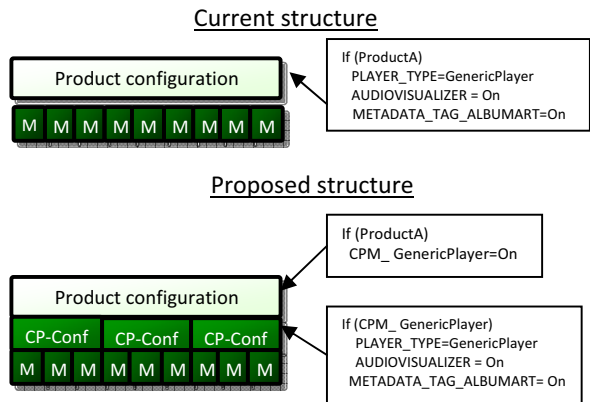 Current structure
If (ProductA)
PLAYER_TYPE=GenericPlayer
AUDIOVISUALIZER = On
METADATA_TAG_ALBUMART=On
Product configuration
M M M M M M M M M
Proposed structure
If (ProductA)
CPM_ GenericPlayer=On
Product configuration
CP-Conf CP-Conf CP-Conf
M M M M M M M M M
If (CPM_ GenericPlayer)
PLAYER_TYPE=GenericPlayer
AUDIOVISUALIZER = On
METADATA_TAG_ALBUMART= On